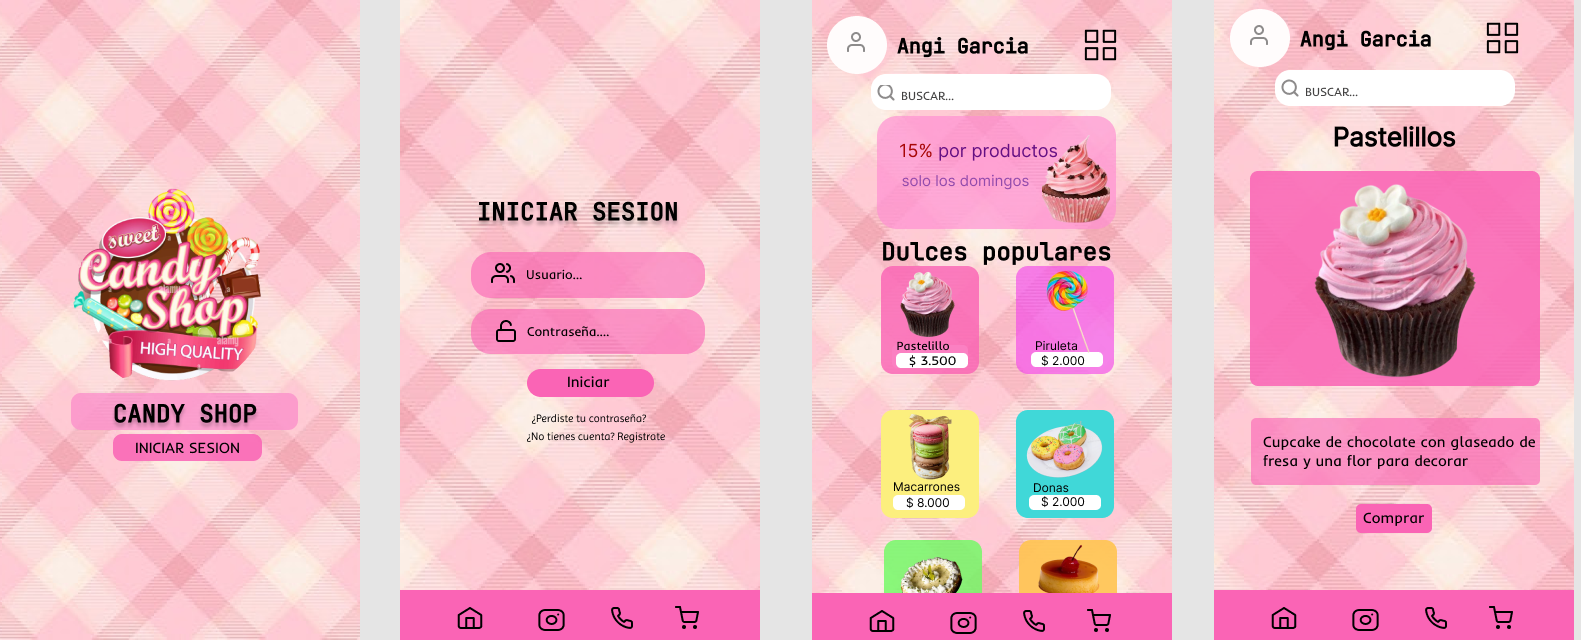 sweet
Candy
Shop
alamy
alamy
HIGH QUALITY
CANDY SHOP
INICIAR SESION
INICIAR SESION
Usuario...
Contraseña....
Iniciar
¿Perdiste tu contraseña?
¿No tienes cuenta? Registrate
Angi Garcia
BUSCAR...
15% por productos
solo los domingos
Dulces populares
Pastelillo
$ 3.500
Piruleta
$ 2.000
Macarrones
$ 8.000
Donas
$ 2.000
Angi Garcia
BUSCAR...
Pastelillos
Cupcake de chocolate con glaseado de
fresa y una flor para decorar
Comprar